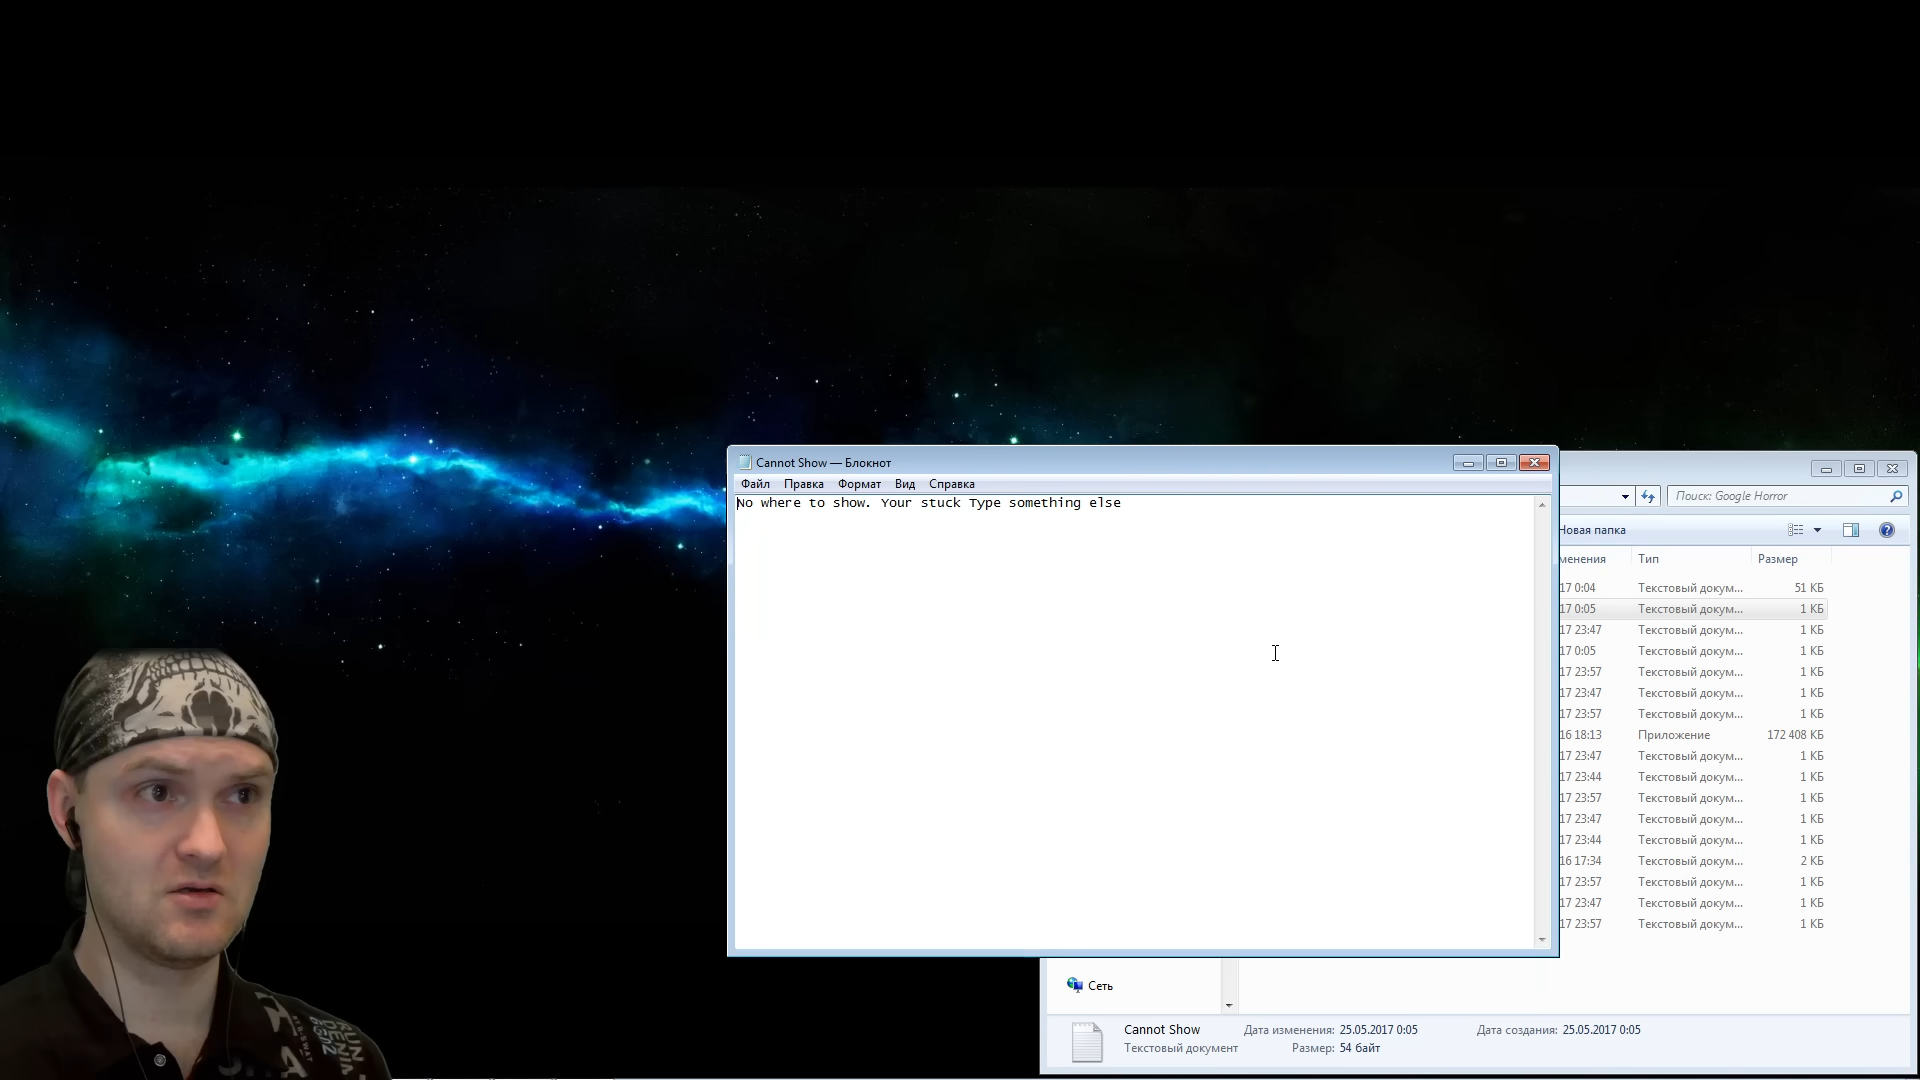 Cannot Show — Блокнот
Файл Правка Формат Вид Справка
No where to show. Your stuck Type something else
Поиск: Google Horror
Новая папка
менения Тип Размер
17 0:04 Текстовый докум... 51 КБ
17 0:05 Текстовый докум... 1 КБ
17 23:47 Текстовый докум... 1 КБ
17 0:05 Текстовый докум... 1 КБ
17 23:57 Текстовый докум... 1 КБ
17 23:47 Текстовый докум... 1 КБ
17 23:57 Текстовый докум... 1 КБ
16 18:13 Приложение 172 408 КБ
17 23:47 Текстовый докум... 1 КБ
17 23:44 Текстовый докум... 1 КБ
17 23:57 Текстовый докум... 1 КБ
17 23:47 Текстовый докум... 1 КБ
17 23:44 Текстовый докум... 1 КБ
16 17:34 Текстовый докум... 2 КБ
17 23:57 Текстовый докум... 1 КБ
17 23:47 Текстовый докум... 1 КБ
17 23:57 Текстовый докум... 1 КБ
Сеть
Cannot Show Дата изменения: 25.05.2017 0:05 Дата создания: 25.05.2017 0:05
Текстовый документ Размер: 54 байт